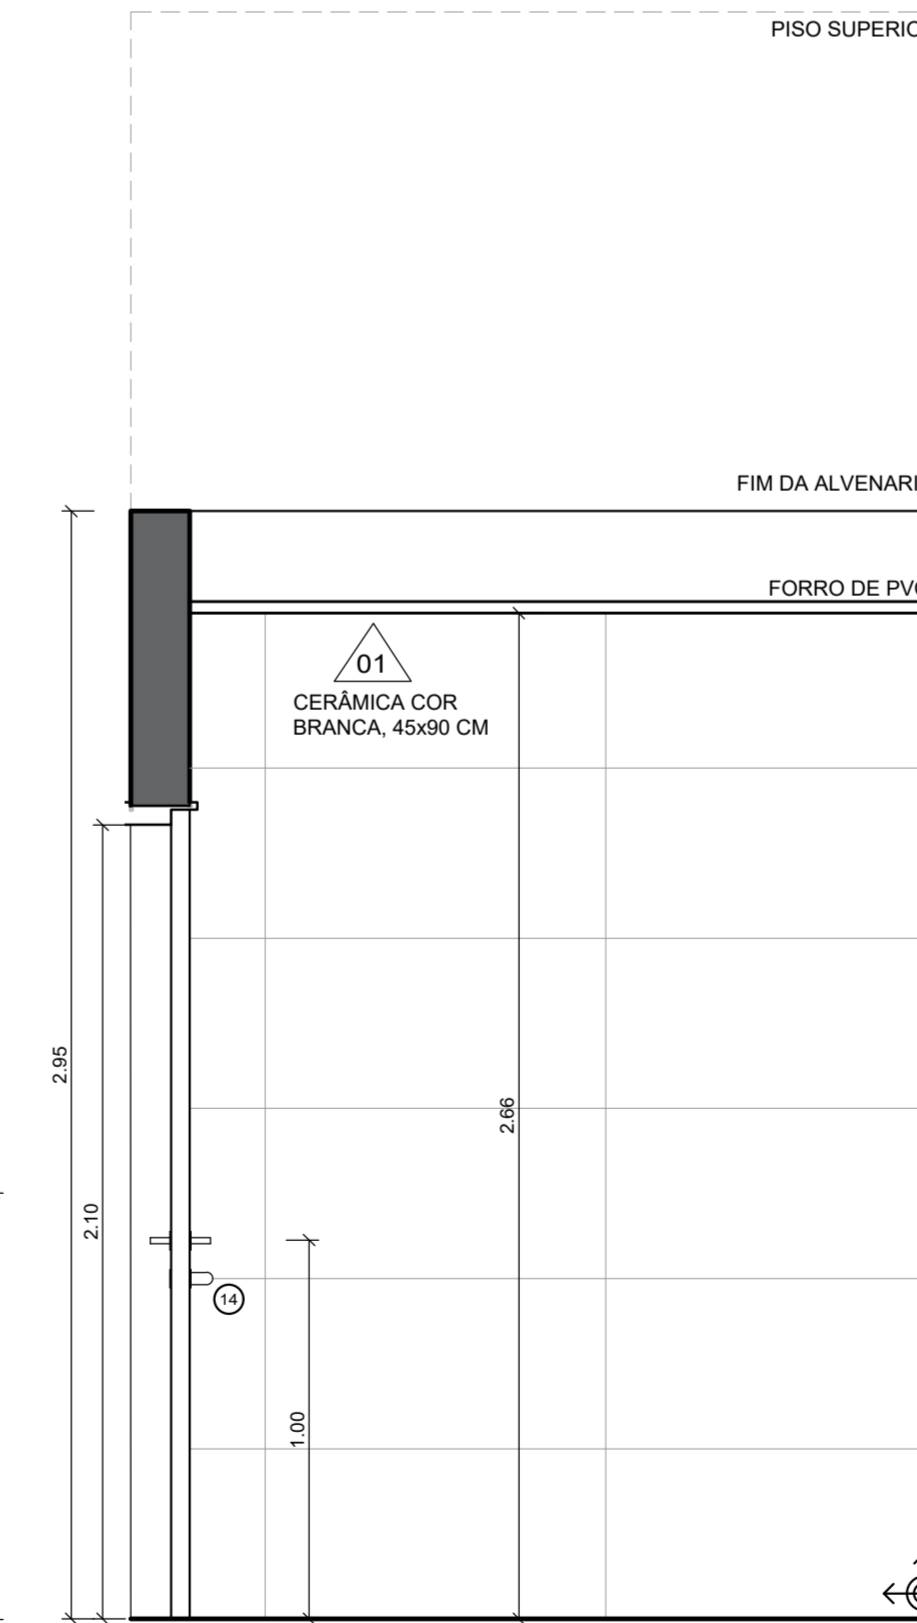 PISO SUPERIO
FIM DA ALVENARI
FORRO DE PV
01
CERÂMICA COR
BRANCA, 45x90 CM
2.95
2.66
2.10
14
1.00